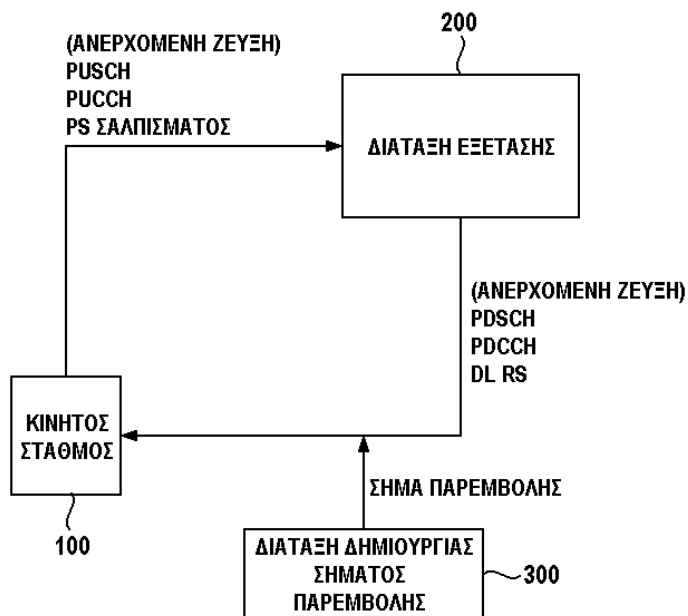 200
(ΑΝΕΡΧΟΜΕΝΗ ΖΕΥΞΗ)
PUSCH
PUCCH
PS ΣΑΛΠΙΣΜΑΤΟΣ
ΔΙΑΤΑΞΗ ΕΞΕΤΑΣΗΣ
(ΑΝΕΡΧΟΜΕΝΗ ΖΕΥΞΗ)
PDSCH
PDCCH
DL RS
ΚΙΝΗΤΟΣ
ΣΤΑΘΜΟΣ
100
ΣΗΜΑ ΠΑΡΕΜΒΟΛΗΣ
ΔΙΑΤΑΞΗ ΔΗΜΙΟΥΡΓΙΑΣ
ΣΗΜΑΤΟΣ
ΠΑΡΕΜΒΟΛΗΣ
300